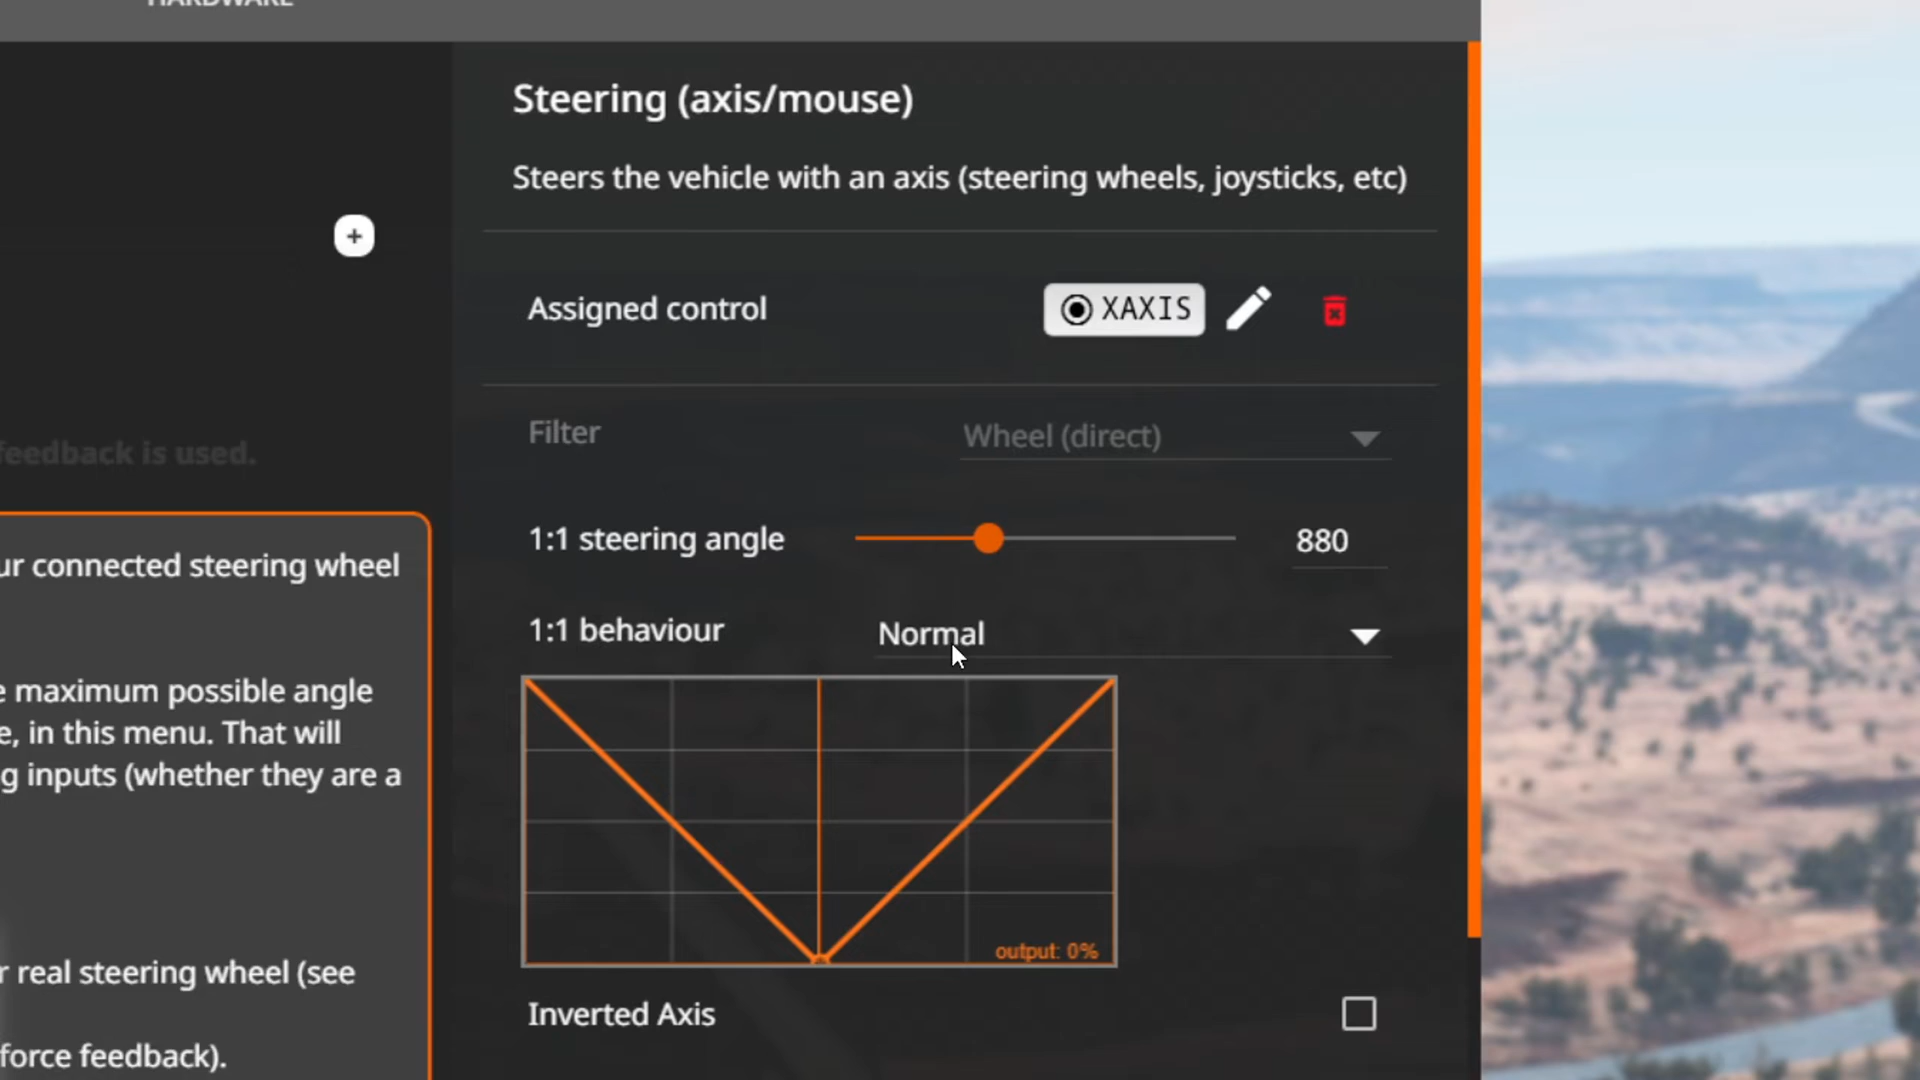 HARDWARE
Steering (axis/mouse)
Steers the vehicle with an axis (steering wheels, joysticks, etc)
+
Assigned control
XAXIS
Filter
Wheel (direct)
feedback is used.
1:1 steering angle
880
ur connected steering wheel
1:1 behaviour
Normal
e maximum possible angle
e, in this menu. That will
g inputs (whether they are a
output: 0%
r real steering wheel (see
Inverted Axis
force feedback).